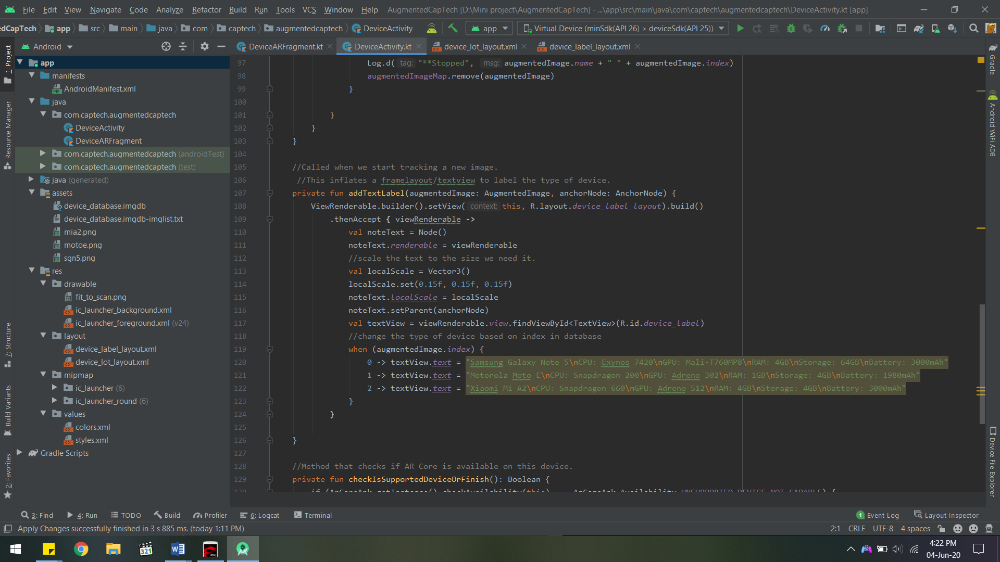 File Edit View Navigate Code Analyze Refactor Build Run Tools VCS Window Help AugmentedCapTech [D:\Mini project\AugmentedCapTech] - ...\app\src\main\java\com\captech\augmentedcaptech\DeviceActivity.kt [app]
edCapTech app src main java com captech augmentedcaptech DeviceActivity app Virtual Device (minSdk(API 26) > deviceSdk(API 25))
Android DeviceARFragment.kt DeviceActivity.kt device_lot_layout.xml device_label_layout.xml
1: Project
Resource Manager
7: Structure
Build Variants
2: Favorites
app
manifests
AndroidManifest.xml
java
com.captech.augmentedcaptech
DeviceActivity
DeviceARFragment
com.captech.augmentedcaptech (androidTest)
com.captech.augmentedcaptech (test)
java (generated)
assets
device_database.imgdb
device_database.imgdb-imglist.txt
mia2.png
motoe.png
sgn5.png
res
drawable
fit_to_scan.png
ic_launcher_background.xml
ic_launcher_foreground.xml (v24)
layout
device_label_layout.xml
device_lot_layout.xml
mipmap
ic_launcher (6)
ic_launcher_round (6)
values
colors.xml
styles.xml
Gradle Scripts
97 Log.d( tag: "**Stopped", msg: augmentedImage.name + " " + augmentedImage.index)
98 augmentedImageMap.remove(augmentedImage)
99 }
100
101 }
102 }
103 }
104
105 //Called when we start tracking a new image.
106 //This inflates a framelayout/textview to label the type of device.
107 private fun addTextLabel(augmentedImage: AugmentedImage, anchorNode: AnchorNode) {
108 ViewRenderable.builder().setView( context: this, R.layout.device_label_layout).build()
109 .thenAccept { viewRenderable ->
110 val noteText = Node()
111 noteText.renderable = viewRenderable
112 //scale the text to the size we need it.
113 val localScale = Vector3()
114 localScale.set(0.15f, 0.15f, 0.15f)
115 noteText.localScale = localScale
116 noteText.setParent(anchorNode)
117 val textView = viewRenderable.view.findViewById<TextView>(R.id.device_label)
118 //change the type of device based on index in database
119 when (augmentedImage.index) {
120 0 -> textView.text = "Samsung Galaxy Note 5\nCPU: Exynos 7420\nGPU: Mali-T760MP8\nRAM: 4GB\nStorage: 64GB\nBattery: 3000mAh"
121 1 -> textView.text = "Motorola Moto E\nCPU: Snapdragon 200\nGPU: Adreno 302\nRAM: 1GB\nStorage: 4GB\nBattery: 1980mAh"
122 2 -> textView.text = "Xiaomi Mi A2\nCPU: Snapdragon 660\nGPU: Adreno 512\nRAM: 4GB\nStorage: 4GB\nBattery: 3000mAh"
123 }
124 }
125
126 }
127
128 //Method that checks if AR Core is available on this device.
129 private fun checkIsSupportedDeviceOrFinish(): Boolean {
Gradle
Android WiFi ADB
Device File Explorer
3: Find 4: Run TODO Build Profiler 6: Logcat Terminal 1 Event Log Layout Inspector
Apply Changes successfully finished in 3 s 885 ms. (today 1:11 PM) 2:1 CRLF UTF-8 4 spaces
321
4:22 PM
04-Jun-20